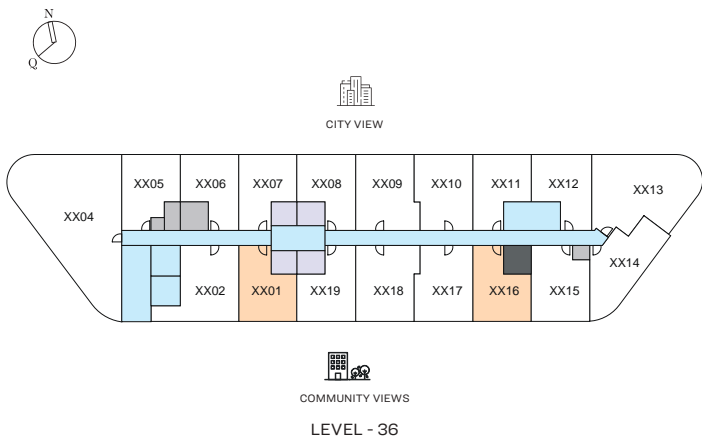 N
Q
CITY VIEW
XX05 XX06 XX07 XX08 XX09 XX10 XX11 XX12
XX13
XX04
XX14
XX02 XX01 XX19 XX18 XX17 XX16 XX15
COMMUNITY VIEWS
LEVEL - 36